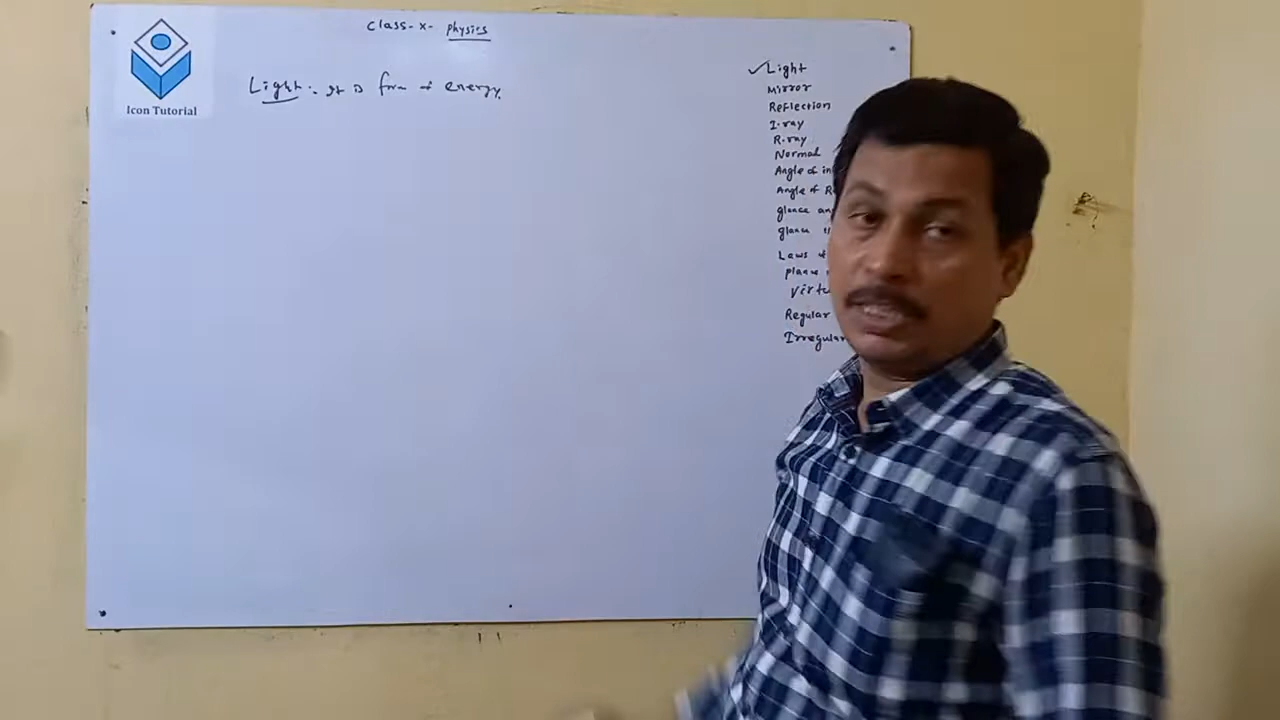 Class-X- Physics
Icon Tutorial
Light:- It is form of energy.
✓Light
Mirror
Reflection
I-ray
R-ray
Normal
Angle of in
Angle of R
glance an
glance
Laws
plane
Virtu
Regular
Irregular